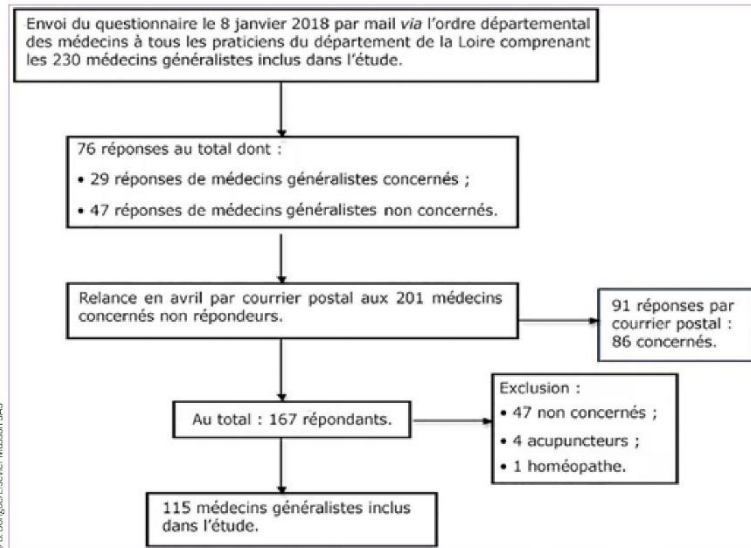 Envoi du questionnaire le 8 janvier 2018 par mail via l'ordre départemental
des médecins à tous les praticiens du département de la Loire comprenant
les 230 médecins généralistes inclus dans l'étude.
76 réponses au total dont :
• 29 réponses de médecins généralistes concernés ;
• 47 réponses de médecins généralistes non concernés.
Relance en avril par courrier postal aux 201 médecins
concernés non répondeurs.
91 réponses par
courrier postal :
86 concernés.
Au total : 167 répondants.
Exclusion :
• 47 non concernés ;
• 4 acupuncteurs ;
• 1 homéopathe.
115 médecins généralistes inclus
dans l'étude.
Masson SAS